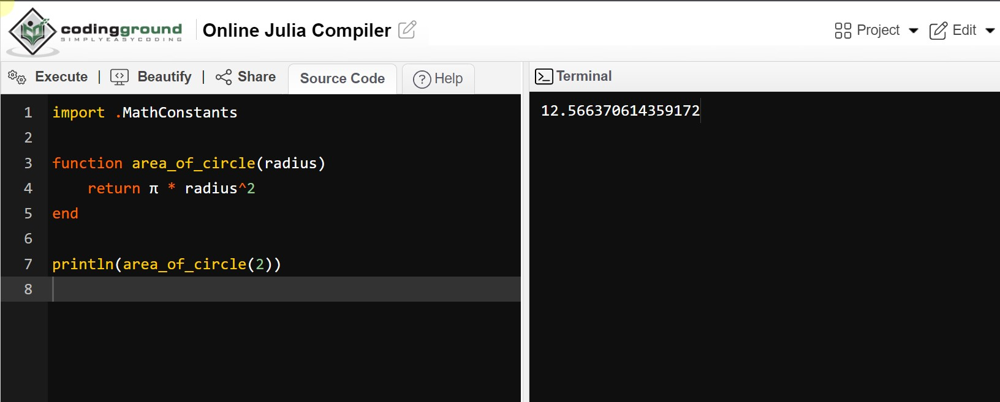 codingground
SIMPLYEASYCODING
Online Julia Compiler
Project
Edit
Execute | Beautify | Share
Source Code
Help
Terminal
1 import .MathConstants
2
3 function area_of_circle(radius)
4     return π * radius^2
5 end
6
7 println(area_of_circle(2))
8
12.566370614359172